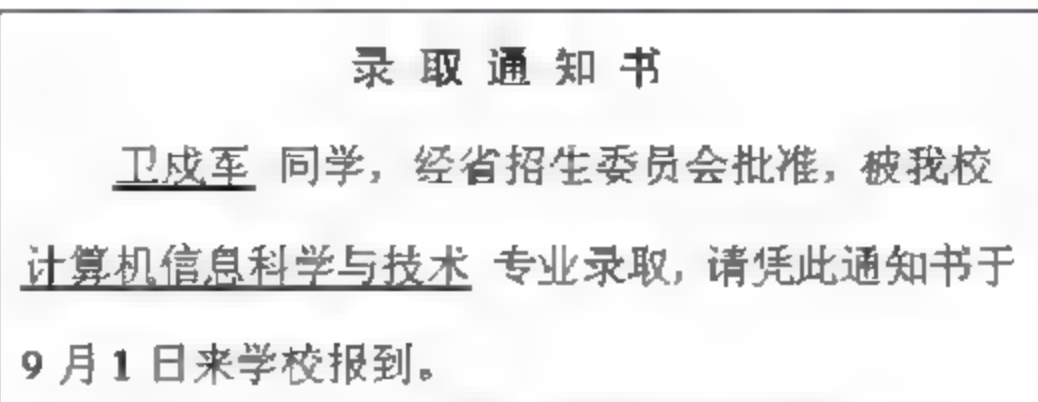 录取通知书
卫成军 同学，经省招生委员会批准，被我校
计算机信息科学与技术 专业录取，请凭此通知书于
9月1日来学校报到。